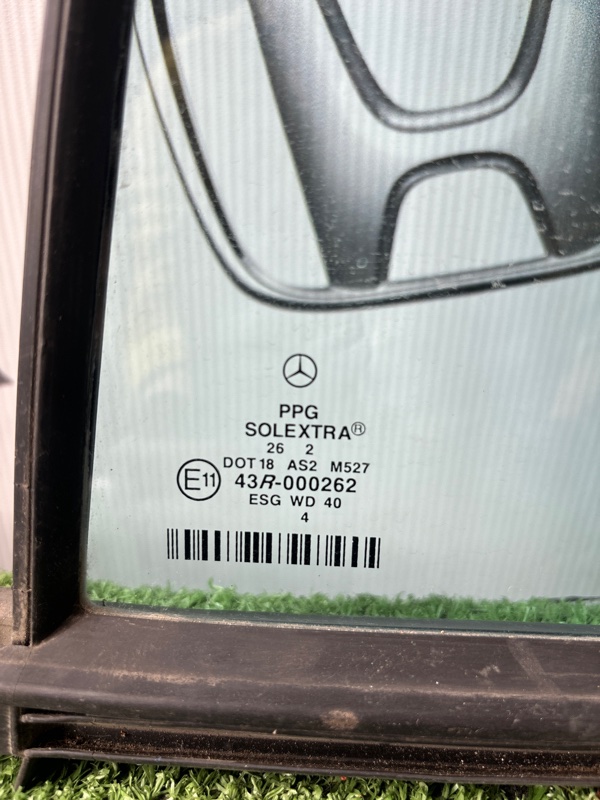 PPG
SOLEXTRA®
26 2
DOT18 AS2 M527
E11 43R-000262
ESG WD 40
4